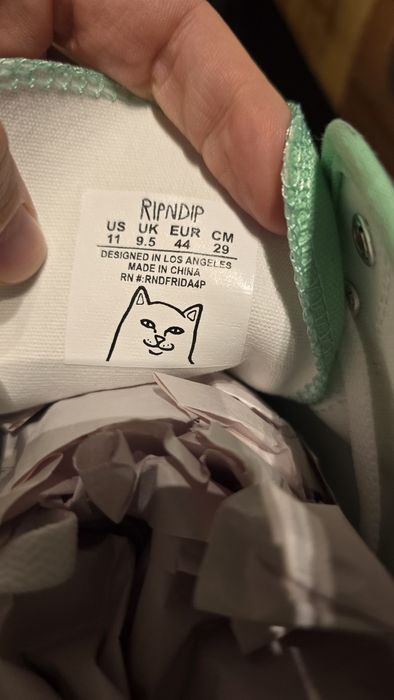 RIPNDIP
US UK EUR CM
11 9.5 44 29
DESIGNED IN LOS ANGELES
MADE IN CHINA
RN #:RNDFRIDA4P